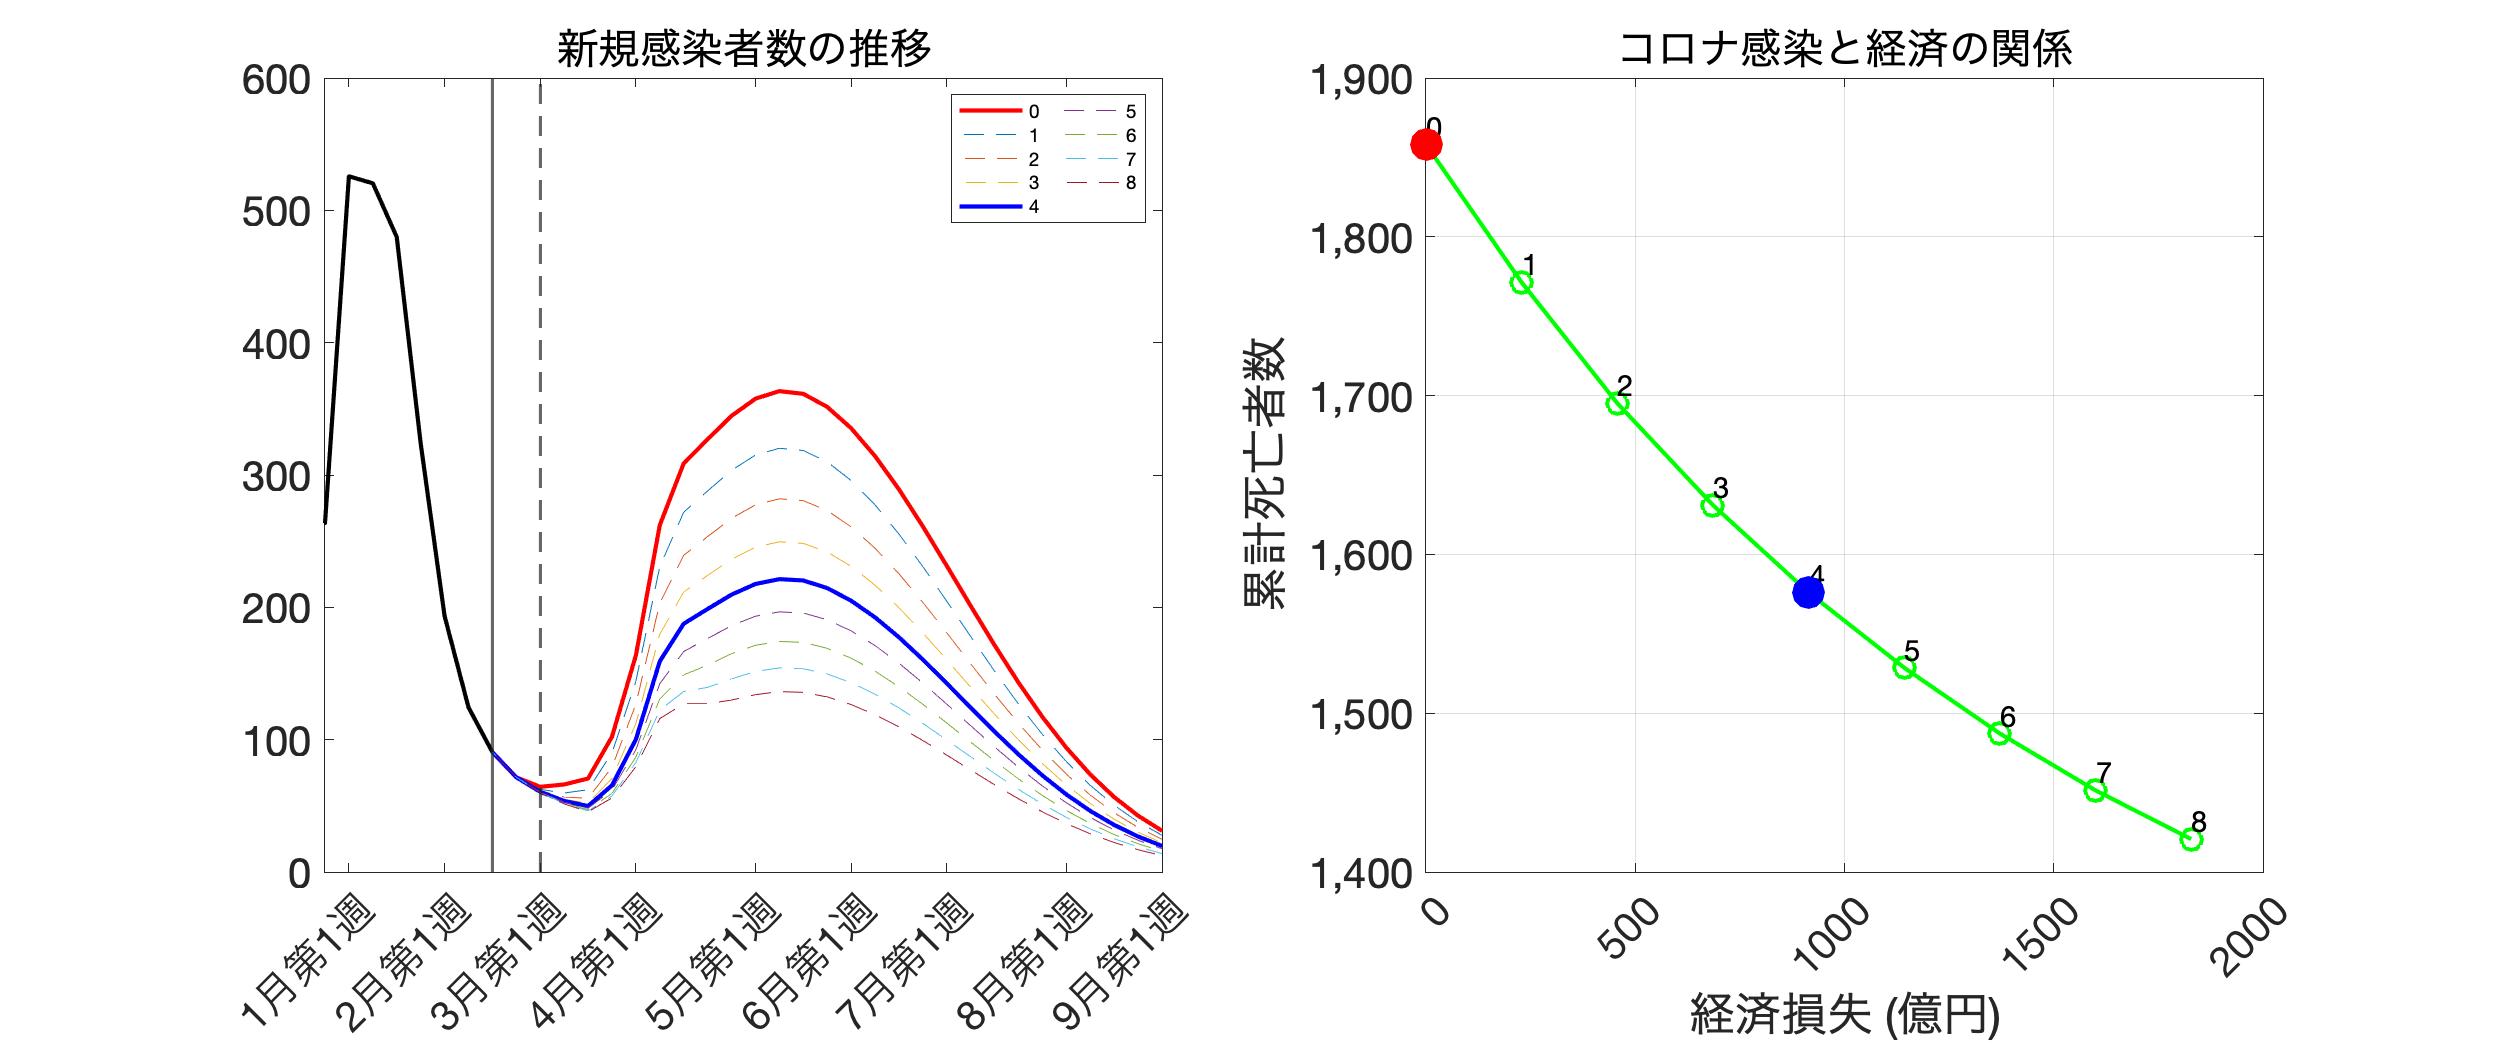 新規感染者数の推移
600
500
400
300
200
100
0
0 5
1 6
2 7
3 8
4
1月第1週
2月第1週
3月第1週
4月第1週
5月第1週
6月第1週
7月第1週
8月第1週
9月第1週
コロナ感染と経済の関係
累計死亡者数
1,900
1,800
1,700
1,600
1,500
1,400
0
1
2
3
4
5
6
7
8
0
500
1000
1500
2000
経済損失 (億円)